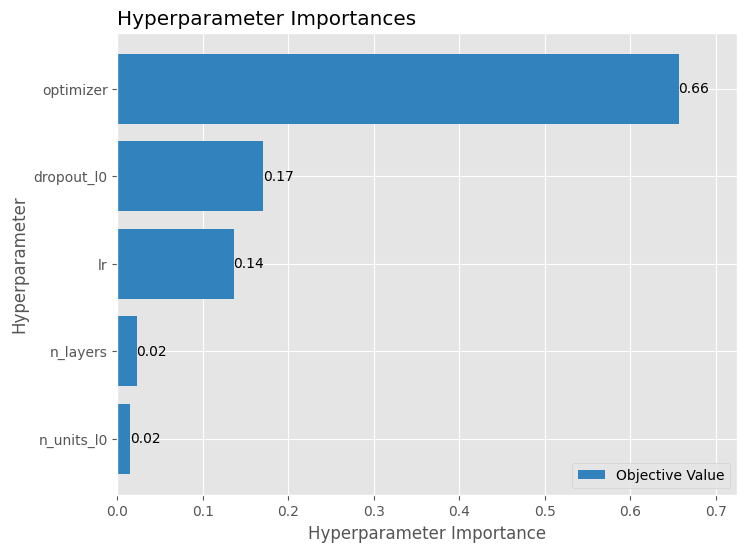 Hyperparameter Importances
Hyperparameter
optimizer
0.66
dropout_l0
0.17
lr
0.14
n_layers
0.02
n_units_l0
0.02
Objective Value
0.0 0.1 0.2 0.3 0.4 0.5 0.6 0.7
Hyperparameter Importance